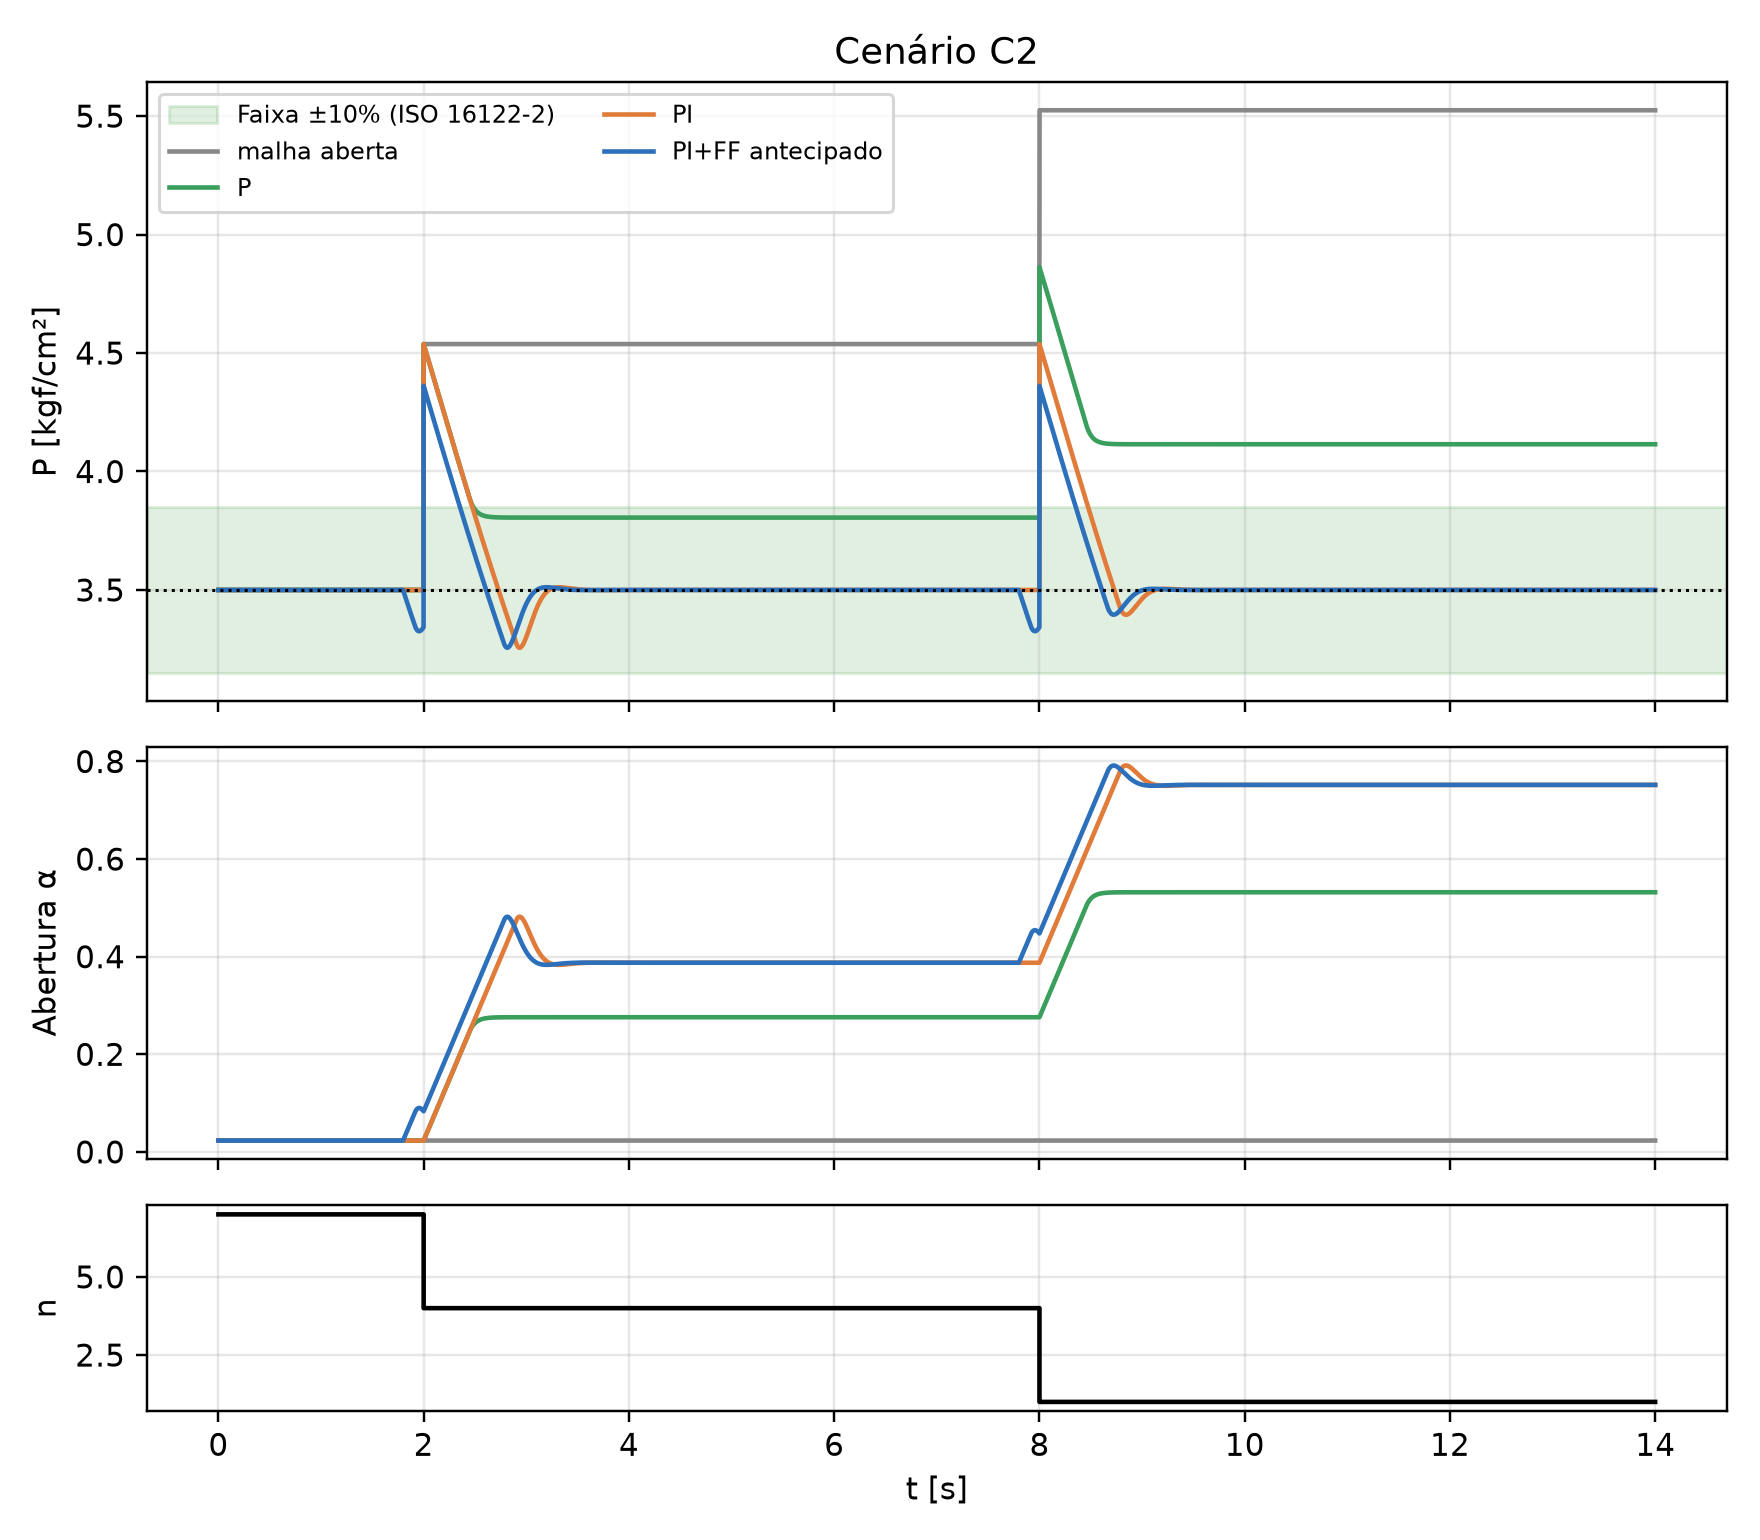 Cenário C2
Faixa ±10% (ISO 16122-2)
malha aberta
P
PI
PI+FF antecipado
P [kgf/cm²]
5.5
5.0
4.5
4.0
3.5
Abertura α
0.8
0.6
0.4
0.2
0.0
n
5.0
2.5
0 2 4 6 8 10 12 14
t [s]